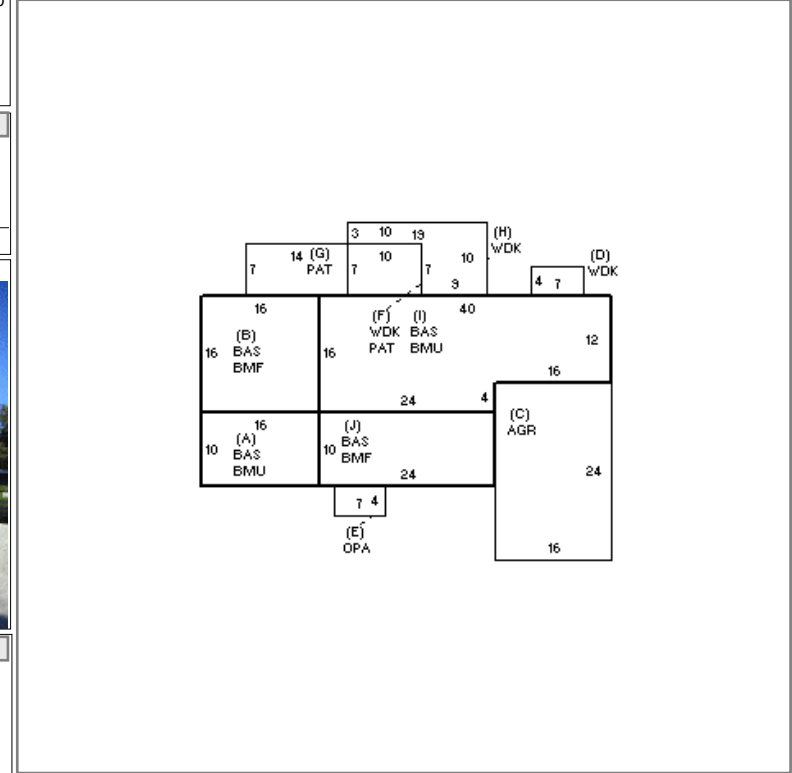 3 10 19
(H)
WDK
14 (G)
PAT
7
7
10
7
10
9
(D)
WDK
4 7
16
(B)
BAS
BMF
16
16
(F)
WDK
PAT
(I)
BAS
BMU
40
12
16
24
4
16
(A)
BAS
BMU
10
(J)
BAS
BMF
10
24
(C)
AGR
24
16
7 4
(E)
OPA